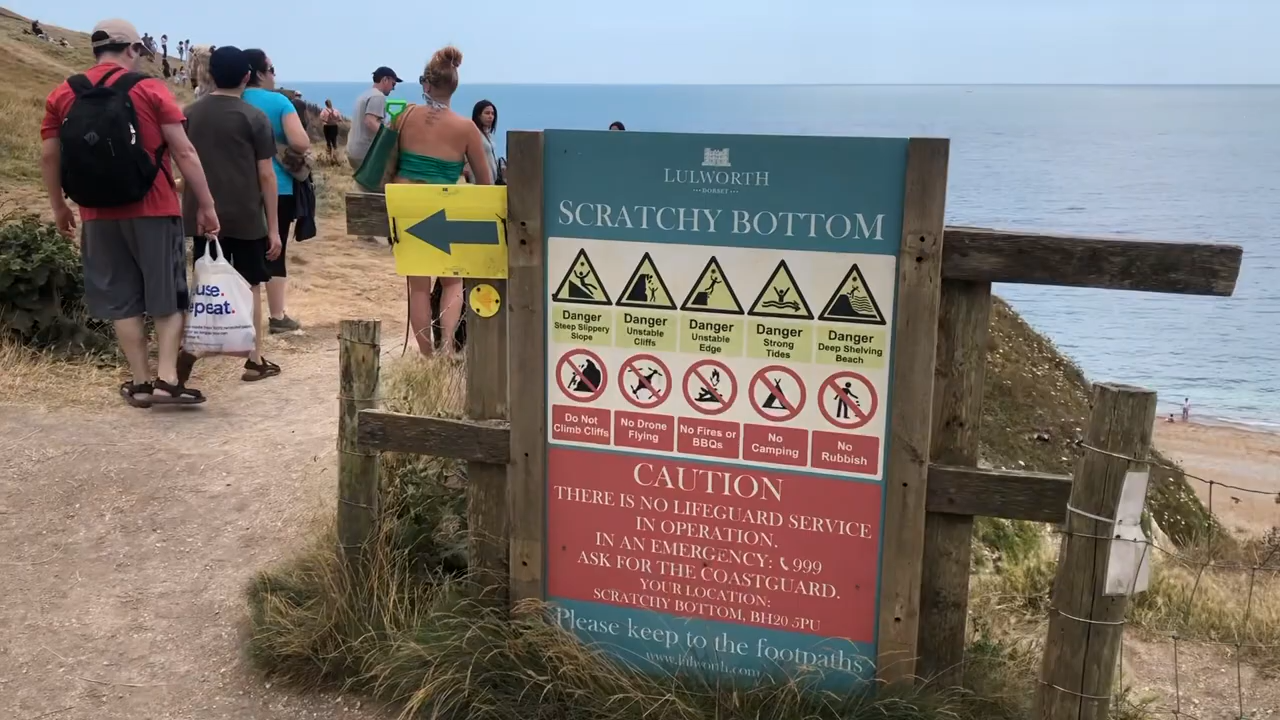 use.
epeat.
LULWORTH
DORSET
SCRATCHY BOTTOM
Danger
Steep Slippery
Slope
Danger
Unstable
Cliffs
Danger
Unstable
Edge
Danger
Strong
Tides
Danger
Deep Shelving
Beach
Do Not
Climb Cliffs
No Drone
Flying
No Fires or
BBQs
No
Camping
No
Rubbish
CAUTION
THERE IS NO LIFEGUARD SERVICE
IN OPERATION.
IN AN EMERGENCY: 999
ASK FOR THE COASTGUARD.
YOUR LOCATION:
SCRATCHY BOTTOM, BH20 5PU
Please keep to the footpaths
www.lulworth.com